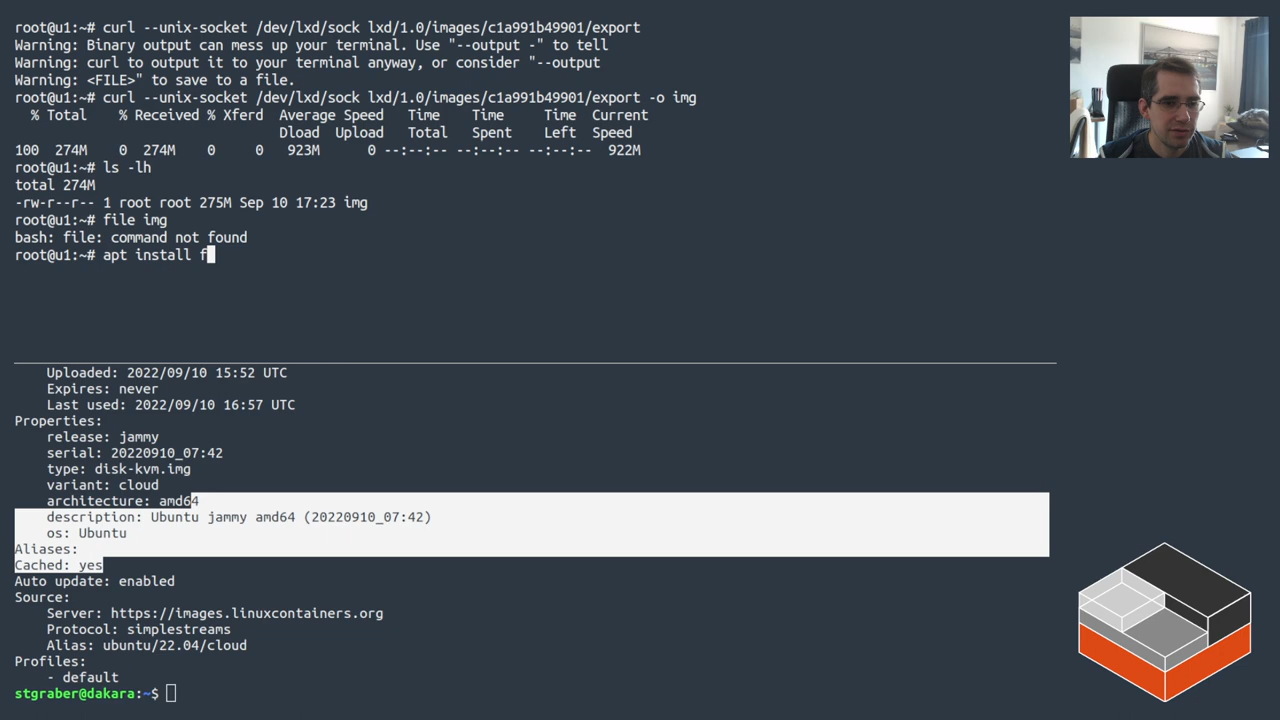 root@u1:~# curl --unix-socket /dev/lxd/sock lxd/1.0/images/c1a991b49901/export
Warning: Binary output can mess up your terminal. Use "--output -" to tell
Warning: curl to output it to your terminal anyway, or consider "--output
Warning: <FILE>" to save to a file.
root@u1:~# curl --unix-socket /dev/lxd/sock lxd/1.0/images/c1a991b49901/export -o img
% Total % Received % Xferd Average Speed Time Time Time Current
Dload Upload Total Spent Left Speed
100 274M 0 274M 0 0 923M 0 --:--:-- --:--:-- --:--:-- 922M
root@u1:~# ls -lh
total 274M
-rw-r--r-- 1 root root 275M Sep 10 17:23 img
root@u1:~# file img
bash: file: command not found
root@u1:~# apt install f
Uploaded: 2022/09/10 15:52 UTC
Expires: never
Last used: 2022/09/10 16:57 UTC
Properties:
release: jammy
serial: 20220910_07:42
type: disk-kvm.img
variant: cloud
architecture: amd64
description: Ubuntu jammy amd64 (20220910_07:42)
os: Ubuntu
Aliases:
Cached: yes
Auto update: enabled
Source:
Server: https://images.linuxcontainers.org
Protocol: simplestreams
Alias: ubuntu/22.04/cloud
Profiles:
- default
stgraber@dakara:~$